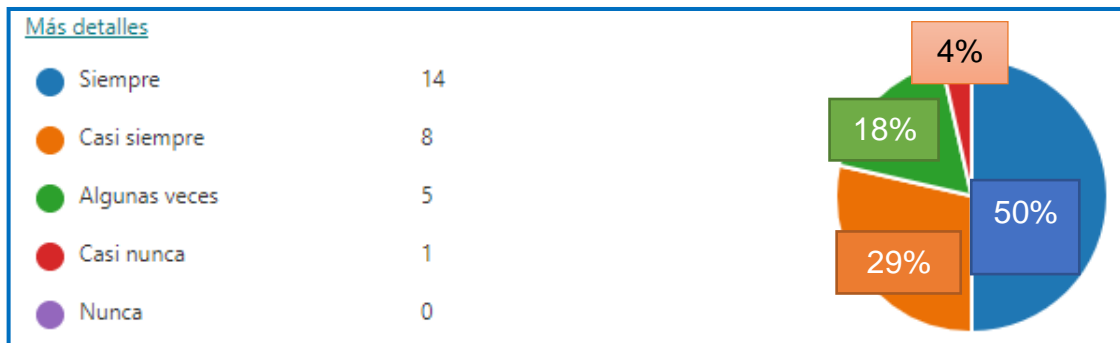 Más detalles
Siempre 14
Casi siempre 8
Algunas veces 5
Casi nunca 1
Nunca 0
4%
18%
50%
29%